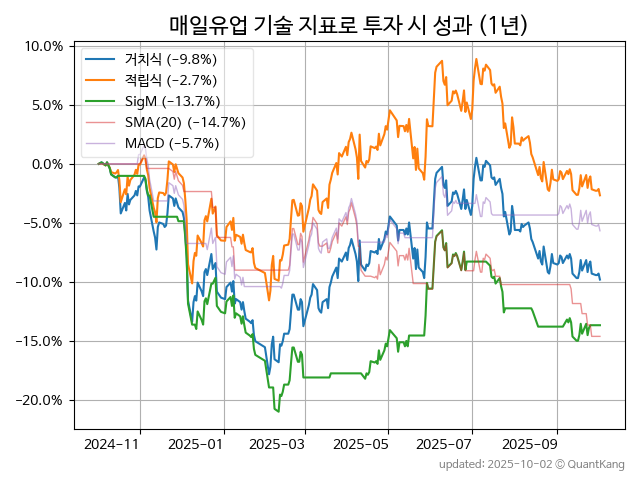 매일유업 기술 지표로 투자 시 성과 (1년)
10.0%
5.0%
0.0%
−5.0%
−10.0%
−15.0%
−20.0%
거치식 (−9.8%)
적립식 (−2.7%)
SigM (−13.7%)
SMA(20) (−14.7%)
MACD (−5.7%)
2024-11 2025-01 2025-03 2025-05 2025-07 2025-09
updated: 2025-10-02 © QuantKang